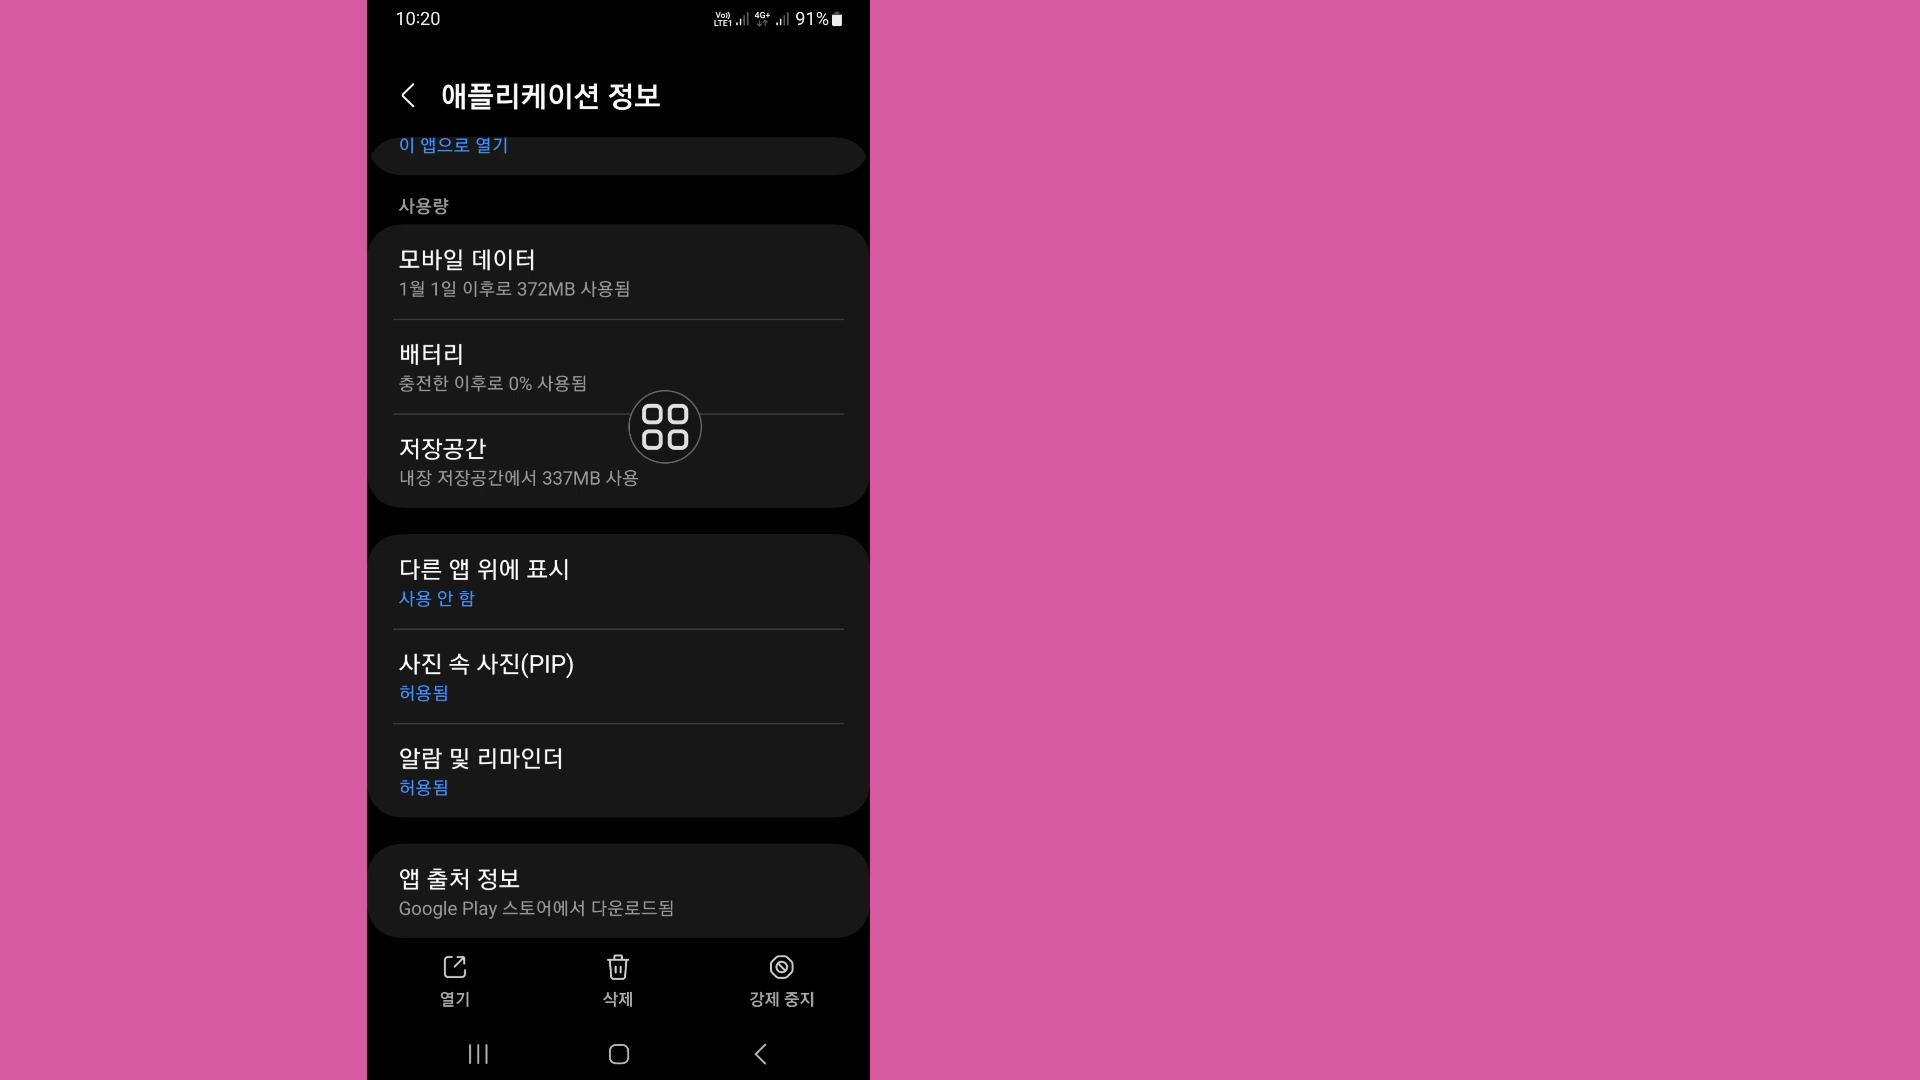 10:20
Vo)) LTE1 4G+ 91%
애플리케이션 정보
이 앱으로 열기
사용량
모바일 데이터
1월 1일 이후로 372MB 사용됨
배터리
충전한 이후로 0% 사용됨
저장공간
내장 저장공간에서 337MB 사용
다른 앱 위에 표시
사용 안 함
사진 속 사진(PIP)
허용됨
알람 및 리마인더
허용됨
앱 출처 정보
Google Play 스토어에서 다운로드됨
열기
삭제
강제 중지